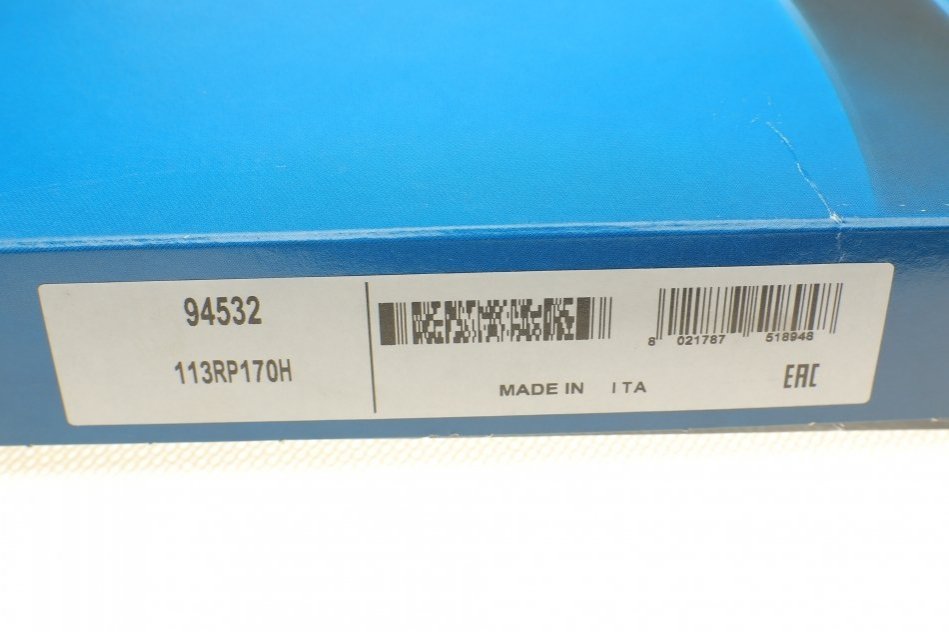 94532
113RP170H
8 021787 518948
MADE IN ITA
EAC